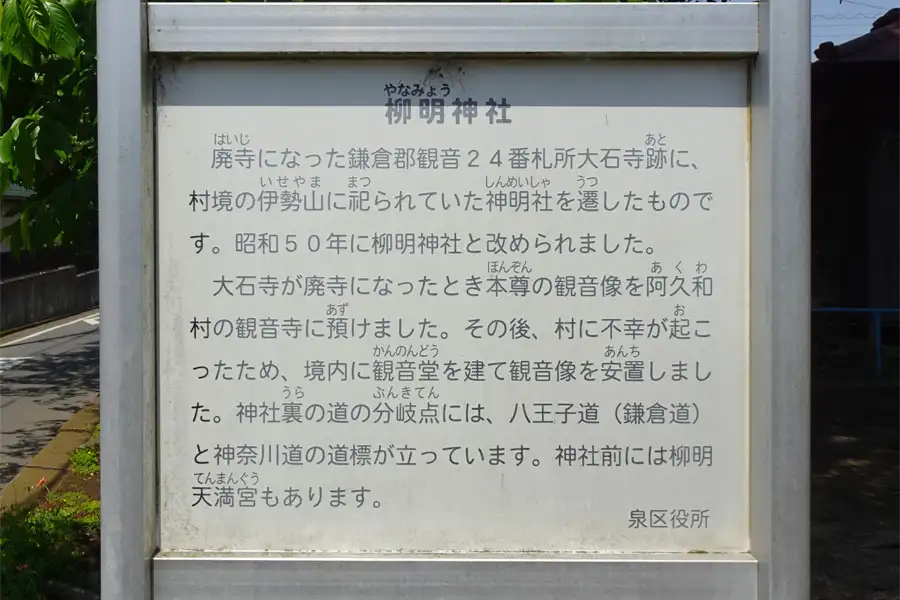 やなみょう
柳明神社
はいじ あと
廃寺になった鎌倉郡観音２４番札所大石寺跡に、
いせやま まつ しんめいしゃ うつ
村境の伊勢山に祀られていた神明社を遷したもので
す。昭和５０年に柳明神社と改められました。
ほんぞん あくわ
大石寺が廃寺になったとき本尊の観音像を阿久和
あず お
村の観音寺に預けました。その後、村に不幸が起こ
かんのんどう あんち
ったため、境内に観音堂を建て観音像を安置しまし
うら ぶんきてん
た。神社裏の道の分岐点には、八王子道（鎌倉道）
と神奈川道の道標が立っています。神社前には柳明
てんまんぐう
天満宮もあります。
泉区役所